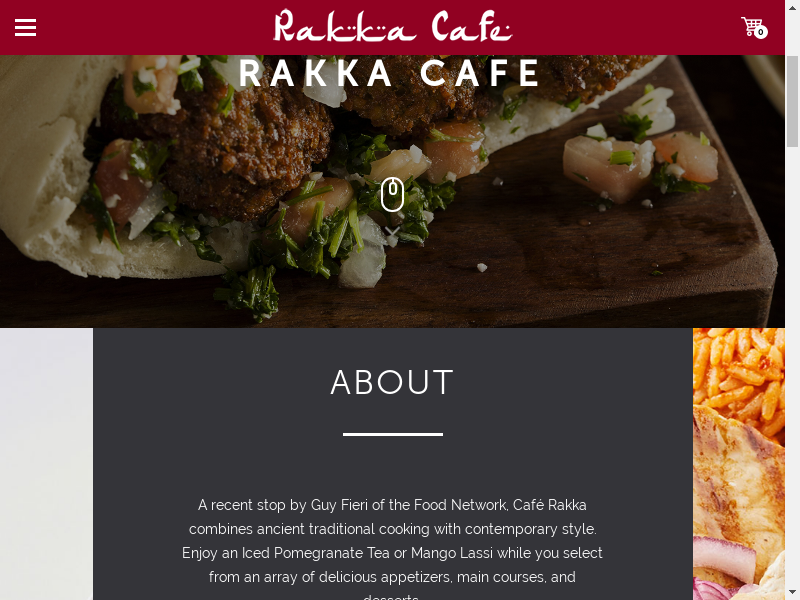 Rakka Cafe
0
RAKKA CAFE
ABOUT
A recent stop by Guy Fieri of the Food Network, Café Rakka
combines ancient traditional cooking with contemporary style.
Enjoy an Iced Pomegranate Tea or Mango Lassi while you select
from an array of delicious appetizers, main courses, and
desserts.